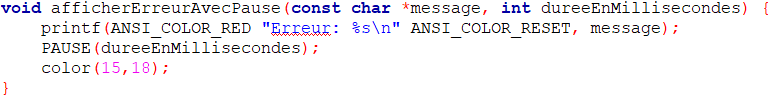 void afficherErreurAvecPause(const char *message, int dureeEnMillisecondes) {
    printf(ANSI_COLOR_RED "Erreur: %s\n" ANSI_COLOR_RESET, message);
    PAUSE(dureeEnMillisecondes);
    color(15,18);
}